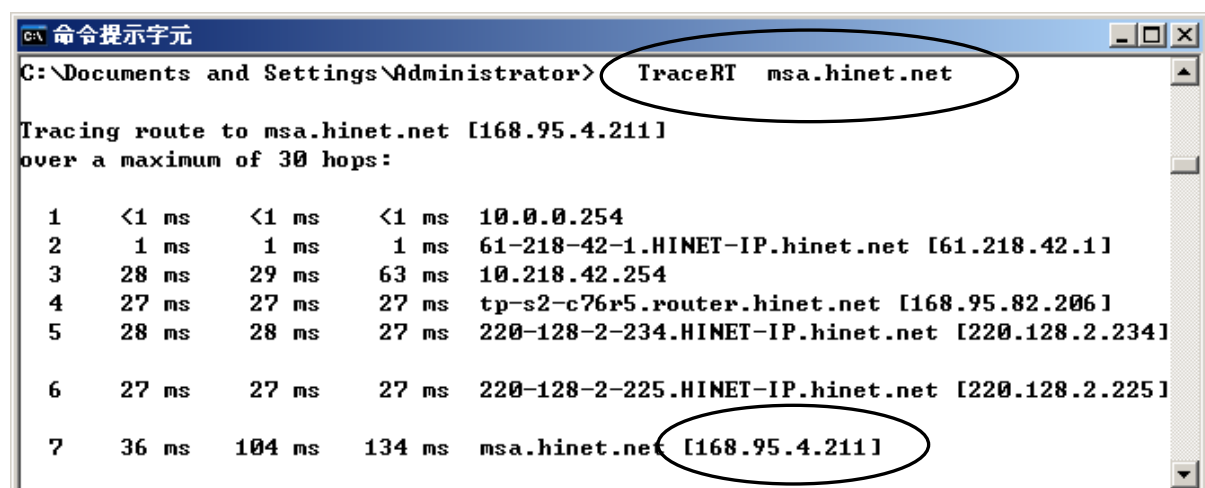 命令提示字元
C:\Documents and Settings\Administrator> TraceRT msa.hinet.net
Tracing route to msa.hinet.net [168.95.4.211]
over a maximum of 30 hops:
1 <1 ms <1 ms <1 ms 10.0.0.254
2 1 ms 1 ms 1 ms 61-218-42-1.HINET-IP.hinet.net [61.218.42.1]
3 28 ms 29 ms 63 ms 10.218.42.254
4 27 ms 27 ms 27 ms tp-s2-c76r5.router.hinet.net [168.95.82.206]
5 28 ms 28 ms 27 ms 220-128-2-234.HINET-IP.hinet.net [220.128.2.234]
6 27 ms 27 ms 27 ms 220-128-2-225.HINET-IP.hinet.net [220.128.2.225]
7 36 ms 104 ms 134 ms msa.hinet.net [168.95.4.211]